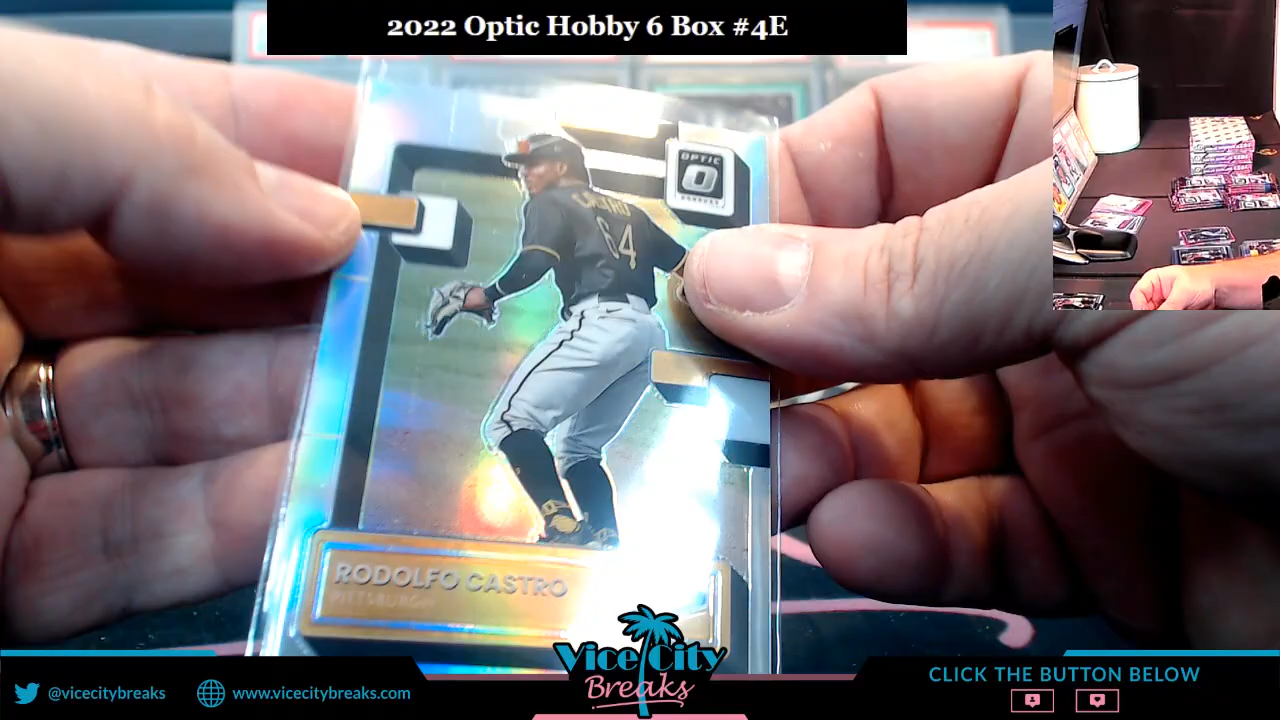 2022 Optic Hobby 6 Box #4E
OPTIC
O
DONRUSS
CASTRO
64
RODOLFO CASTRO
PITTSBURGH
Vice City
Breaks
@vicecitybreaks
www.vicecitybreaks.com
CLICK THE BUTTON BELOW